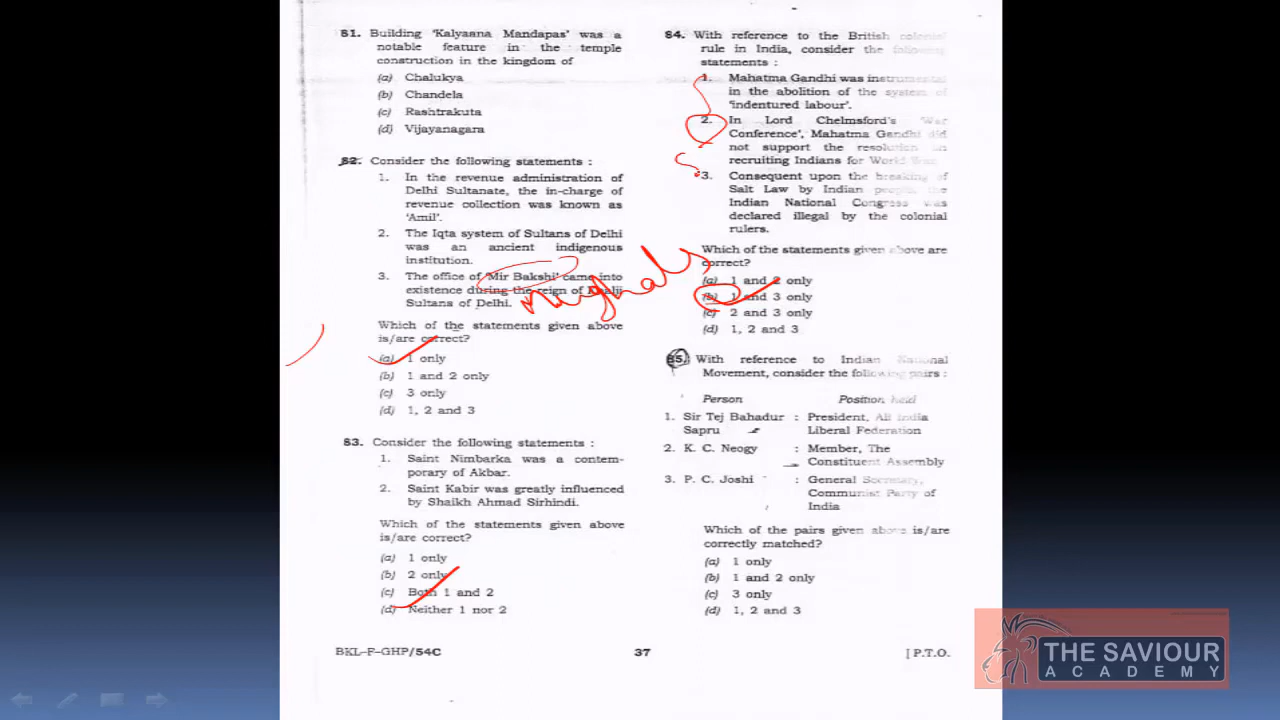 81. Building 'Kalyaana Mandapas' was a
notable feature in the temple
construction in the kingdom of
(a) Chalukya
(b) Chandela
(c) Rashtrakuta
(d) Vijayanagara
82. Consider the following statements :
1. In the revenue administration of
Delhi Sultanate, the in-charge of
revenue collection was known as
'Amil'.
2. The Iqta system of Sultans of Delhi
was an ancient indigenous
institution.
3. The office of 'Mir Bakshi' came into
existence during the reign of Khalji
Sultans of Delhi.
Mughals
Which of the statements given above
is/are correct?
(a) 1 only
(b) 1 and 2 only
(c) 3 only
(d) 1, 2 and 3
83. Consider the following statements :
1. Saint Nimbarka was a contem-
porary of Akbar.
2. Saint Kabir was greatly influenced
by Shaikh Ahmad Sirhindi.
Which of the statements given above
is/are correct?
(a) 1 only
(b) 2 only
(c) Both 1 and 2
(d) Neither 1 nor 2
84. With reference to the British colonial
rule in India, consider the following
statements :
1. Mahatma Gandhi was instrumental
in the abolition of the system of
'indentured labour'.
2. In Lord Chelmsford's 'War
Conference', Mahatma Gandhi did
not support the resolution on
recruiting Indians for World War.
3. Consequent upon the breaking of
Salt Law by Indian people, the
Indian National Congress was
declared illegal by the colonial
rulers.
Which of the statements given above are
correct?
(a) 1 and 2 only
(b) 1 and 3 only
(c) 2 and 3 only
(d) 1, 2 and 3
85. With reference to Indian National
Movement, consider the following pairs :
Person Position held
1. Sir Tej Bahadur : President, All India
Sapru Liberal Federation
2. K. C. Neogy : Member, The
Constituent Assembly
3. P. C. Joshi : General Secretary,
Communist Party of
India
Which of the pairs given above is/are
correctly matched?
(a) 1 only
(b) 1 and 2 only
(c) 3 only
(d) 1, 2 and 3
BKL–F–GHP/54C 37 [ P.T.O.
THE SAVIOUR
ACADEMY